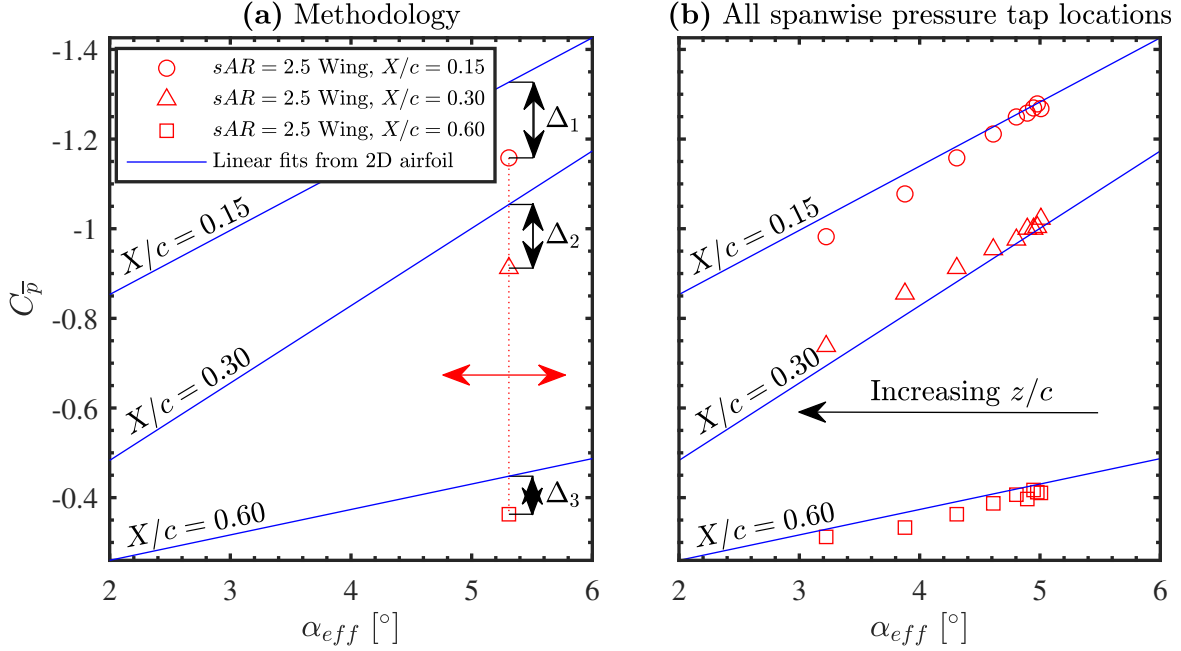 (a) Methodology
-1.4
-1.2
-1
-0.8
-0.6
-0.4
C_p̅
sAR = 2.5 Wing, X/c = 0.15
sAR = 2.5 Wing, X/c = 0.30
sAR = 2.5 Wing, X/c = 0.60
Linear fits from 2D airfoil
Δ₁
Δ₂
Δ₃
X/c = 0.15
X/c = 0.30
X/c = 0.60
2 3 4 5 6
α_eff [°]
(b) All spanwise pressure tap locations
X/c = 0.15
X/c = 0.30
Increasing z/c
X/c = 0.60
2 3 4 5 6
α_eff [°]